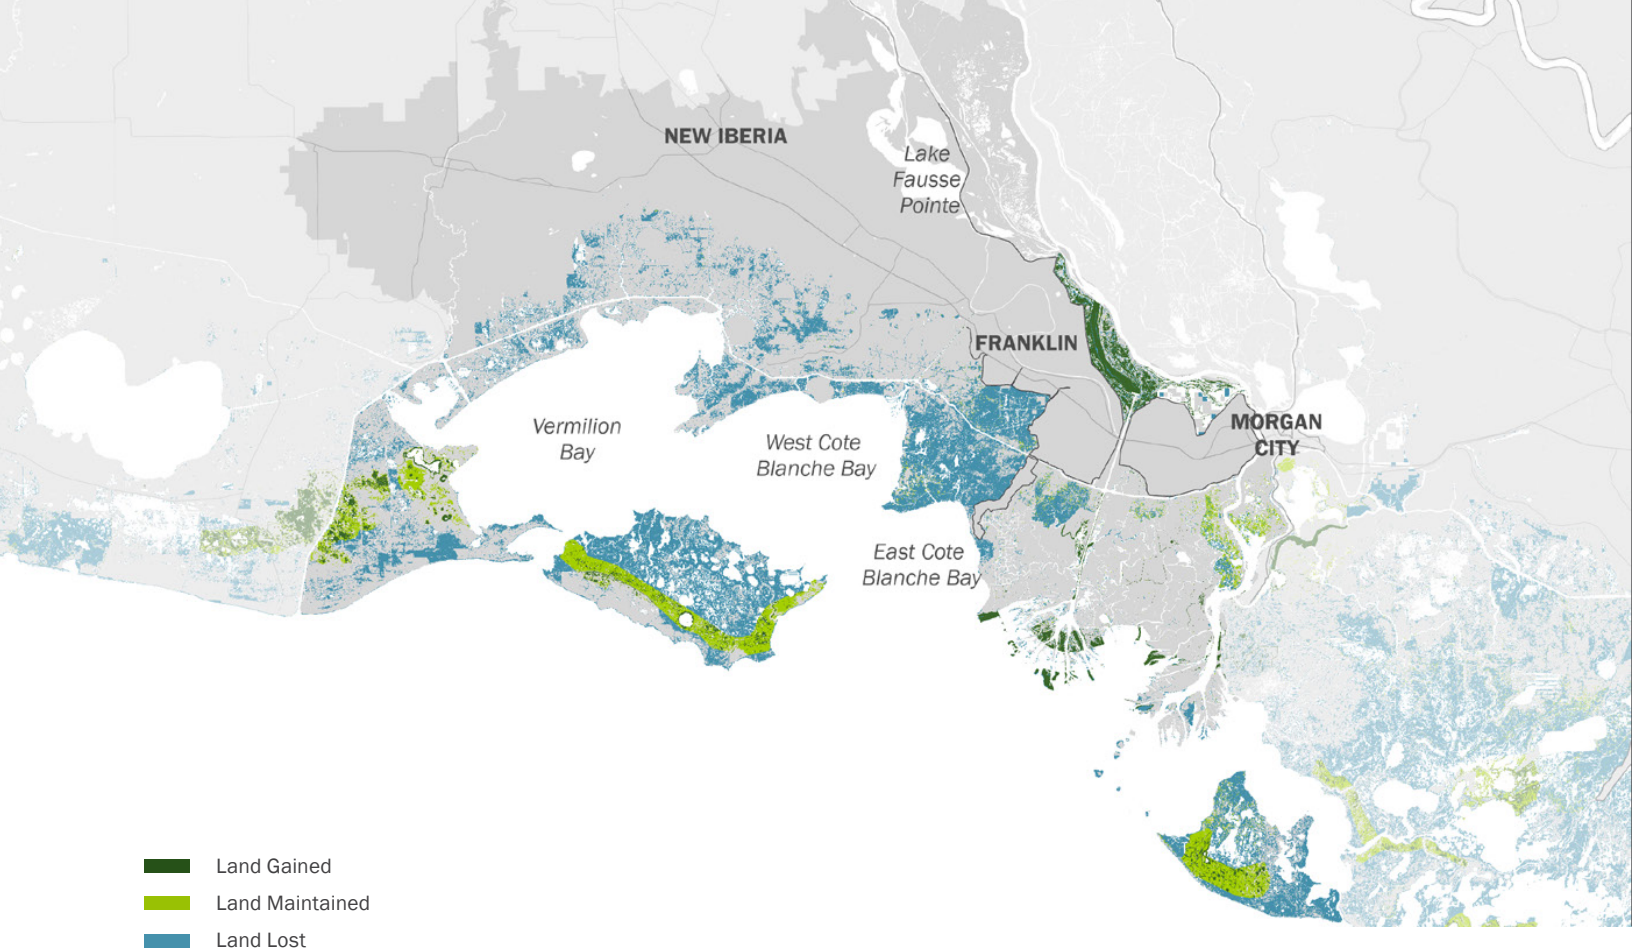 NEW IBERIA
Lake
Fausse
Pointe
FRANKLIN
MORGAN
CITY
Vermilion
Bay
West Cote
Blanche Bay
East Cote
Blanche Bay
Land Gained
Land Maintained
Land Lost